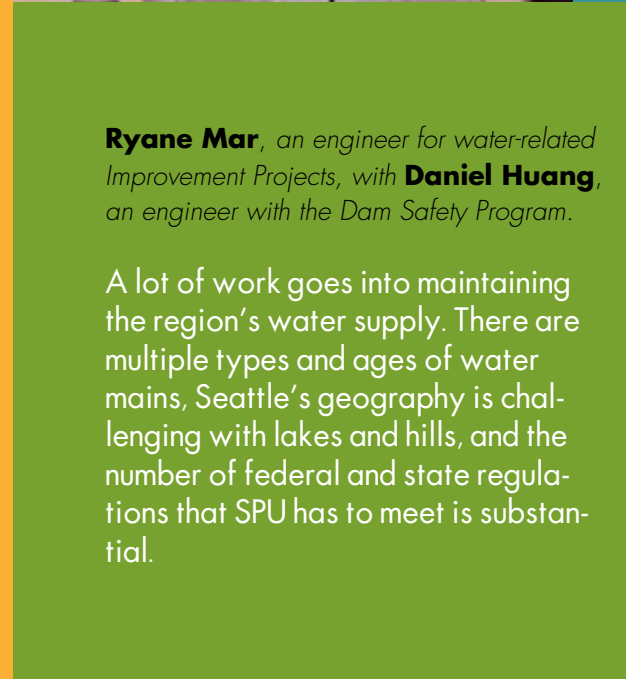 Ryane Mar, an engineer for water-related
Improvement Projects, with Daniel Huang,
an engineer with the Dam Safety Program.
A lot of work goes into maintaining
the region’s water supply. There are
multiple types and ages of water
mains, Seattle’s geography is chal-
lenging with lakes and hills, and the
number of federal and state regula-
tions that SPU has to meet is substan-
tial.